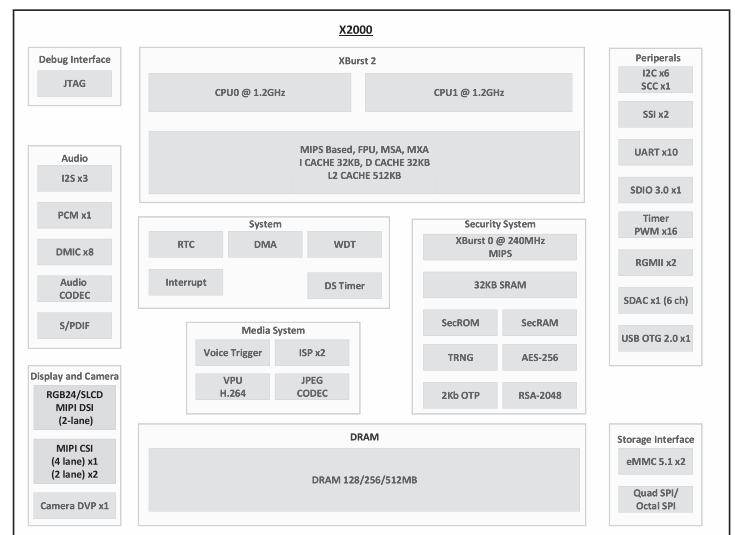 X2000
Debug Interface
JTAG
Audio
I2S x3
PCM x1
DMIC x8
Audio
CODEC
S/PDIF
Display and Camera
RGB24/SLCD
MIPI DSI
(2-lane)
MIPI CSI
(4 lane) x1
(2 lane) x2
Camera DVP x1
XBurst 2
CPU0 @ 1.2GHz
CPU1 @ 1.2GHz
MIPS Based, FPU, MSA, MXA
I CACHE 32KB, D CACHE 32KB
L2 CACHE 512KB
System
RTC
DMA
WDT
Interrupt
DS Timer
Media System
Voice Trigger
ISP x2
VPU
H.264
JPEG
CODEC
Security System
XBurst 0 @ 240MHz
MIPS
32KB SRAM
SecROM
SecRAM
TRNG
AES-256
2Kb OTP
RSA-2048
DRAM
DRAM 128/256/512MB
Periperals
I2C x6
SCC x1
SSI x2
UART x10
SDIO 3.0 x1
Timer
PWM x16
RGMII x2
SDAC x1 (6 ch)
USB OTG 2.0 x1
Storage Interface
eMMC 5.1 x2
Quad SPI/
Octal SPI